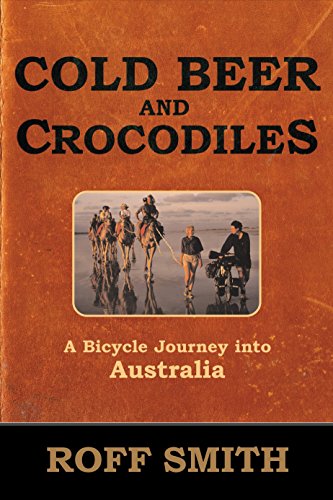 COLD BEER
AND
CROCODILES
A Bicycle Journey into
Australia
ROFF SMITH